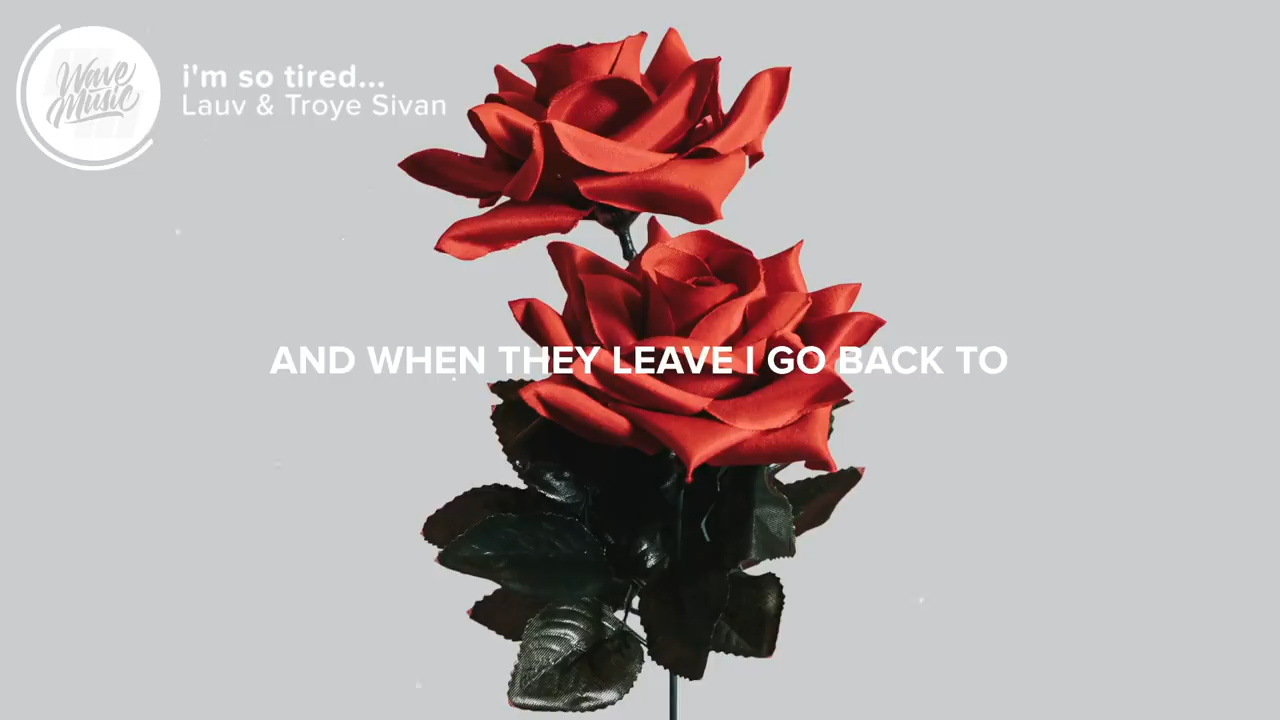 Wave
Music
i'm so tired...
Lauv & Troye Sivan
AND WHEN THEY LEAVE I GO BACK TO